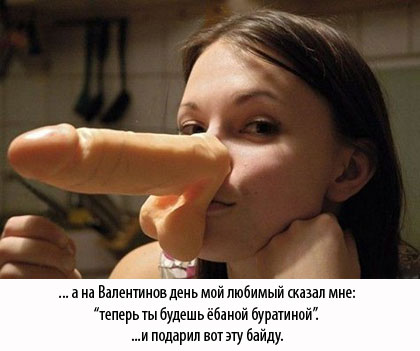 ... а на Валентинов день мой любимый сказал мне:
“теперь ты будешь ёбаной буратиной”.
...и подарил вот эту байду.